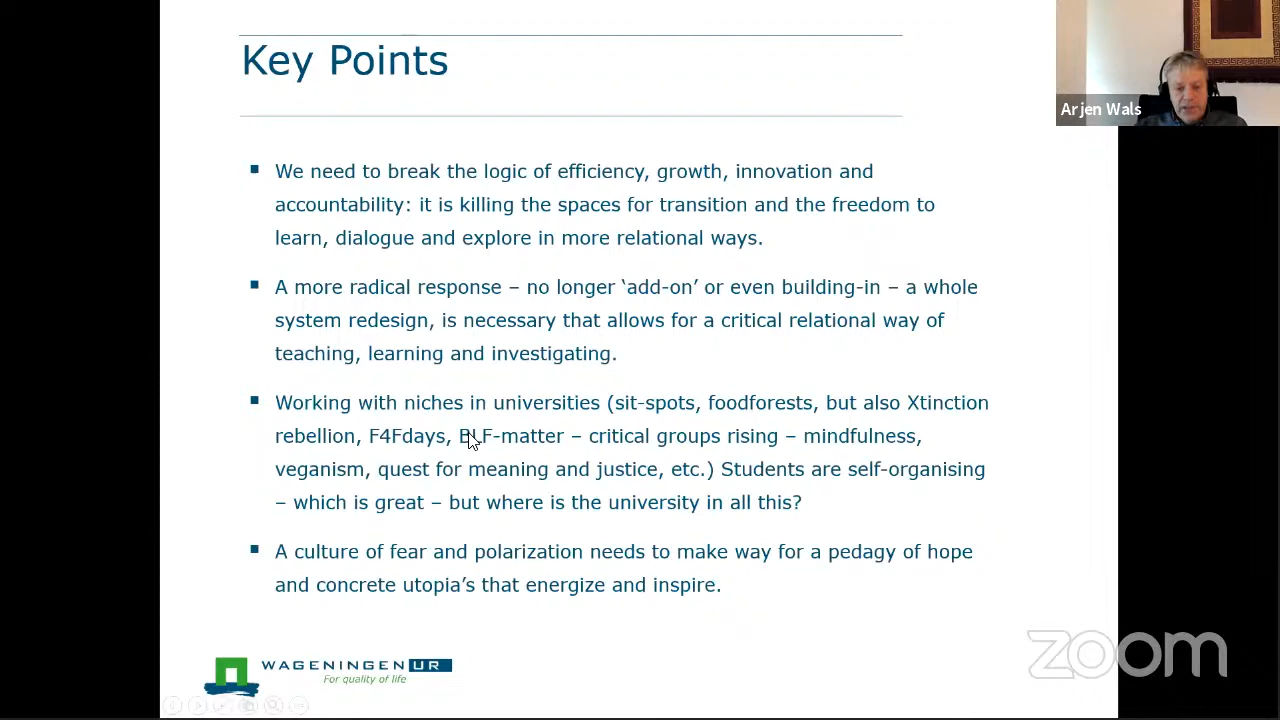 Key Points
Arjen Wals
We need to break the logic of efficiency, growth, innovation and
accountability: it is killing the spaces for transition and the freedom to
learn, dialogue and explore in more relational ways.
A more radical response – no longer ‘add-on’ or even building-in – a whole
system redesign, is necessary that allows for a critical relational way of
teaching, learning and investigating.
Working with niches in universities (sit-spots, foodforests, but also Xtinction
rebellion, F4Fdays, BLF-matter – critical groups rising – mindfulness,
veganism, quest for meaning and justice, etc.) Students are self-organising
– which is great – but where is the university in all this?
A culture of fear and polarization needs to make way for a pedagy of hope
and concrete utopia’s that energize and inspire.
WAGENINGEN UR
For quality of life
zoom